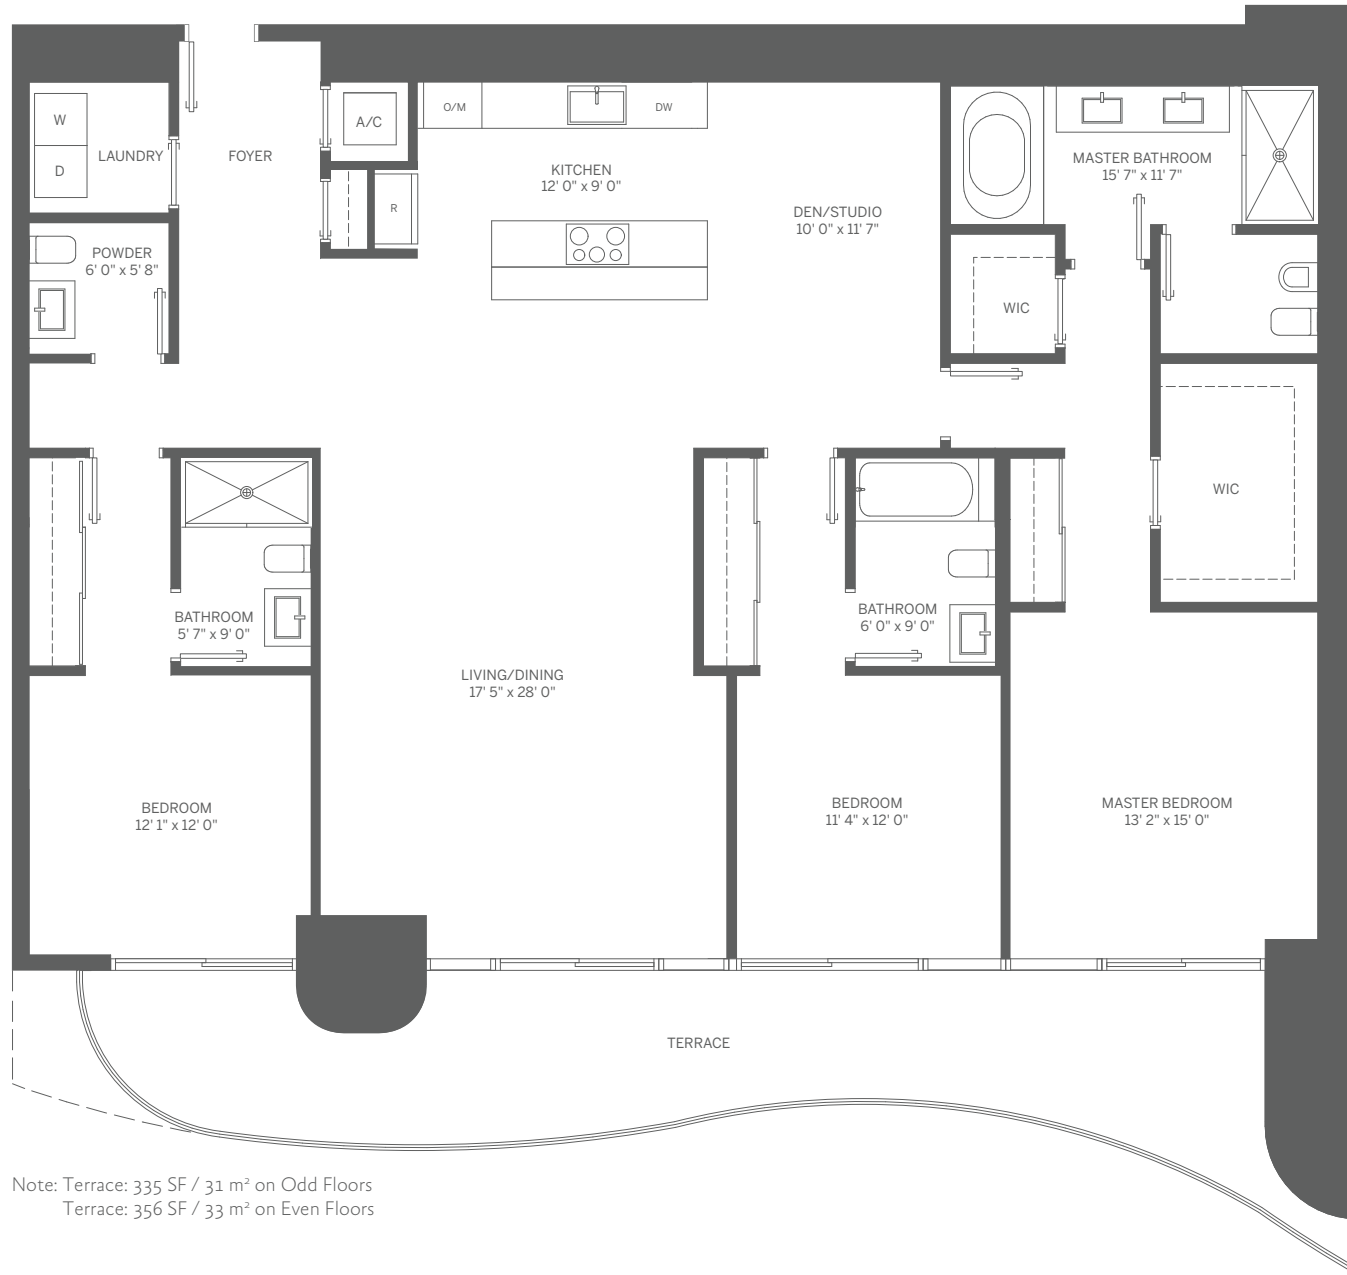 W
D
LAUNDRY
FOYER
A/C
R
O/M
DW
KITCHEN
12' 0" x 9' 0"
DEN/STUDIO
10' 0" x 11' 7"
MASTER BATHROOM
15' 7" x 11' 7"
POWDER
6' 0" x 5' 8"
WIC
WIC
BATHROOM
5' 7" x 9' 0"
BATHROOM
6' 0" x 9' 0"
LIVING/DINING
17' 5" x 28' 0"
BEDROOM
12' 1" x 12' 0"
BEDROOM
11' 4" x 12' 0"
MASTER BEDROOM
13' 2" x 15' 0"
TERRACE
Note: Terrace: 335 SF / 31 m² on Odd Floors
Terrace: 356 SF / 33 m² on Even Floors